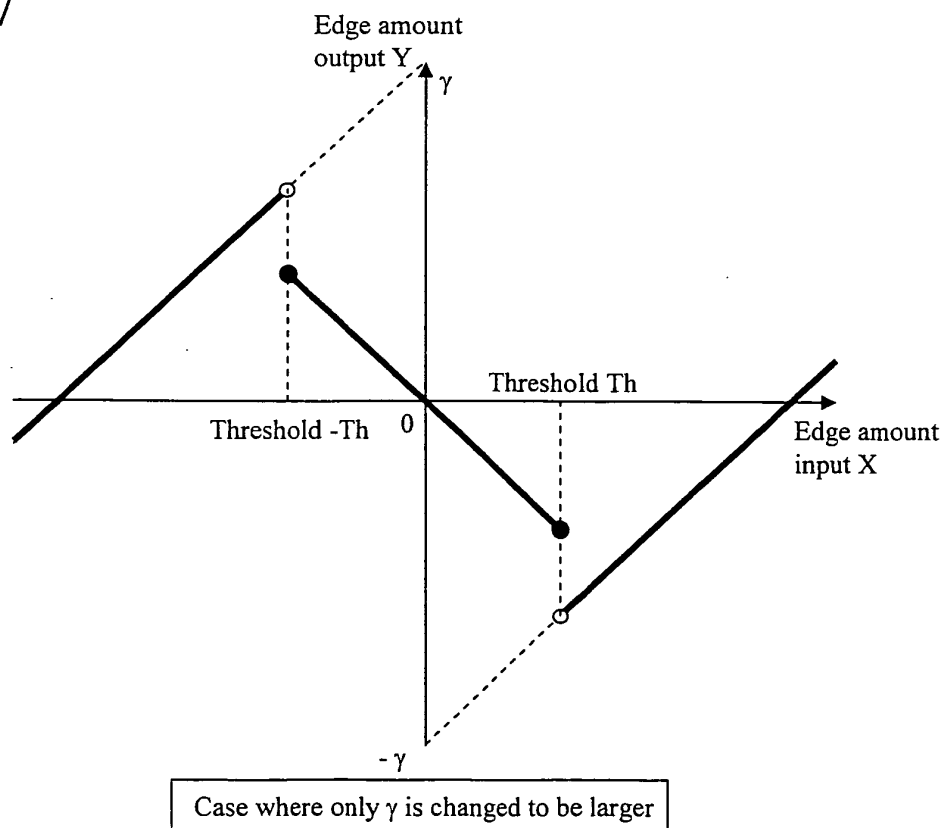 Edge amount
output Y
γ
Threshold Th
Threshold -Th
0
Edge amount
input X
- γ
Case where only γ is changed to be larger